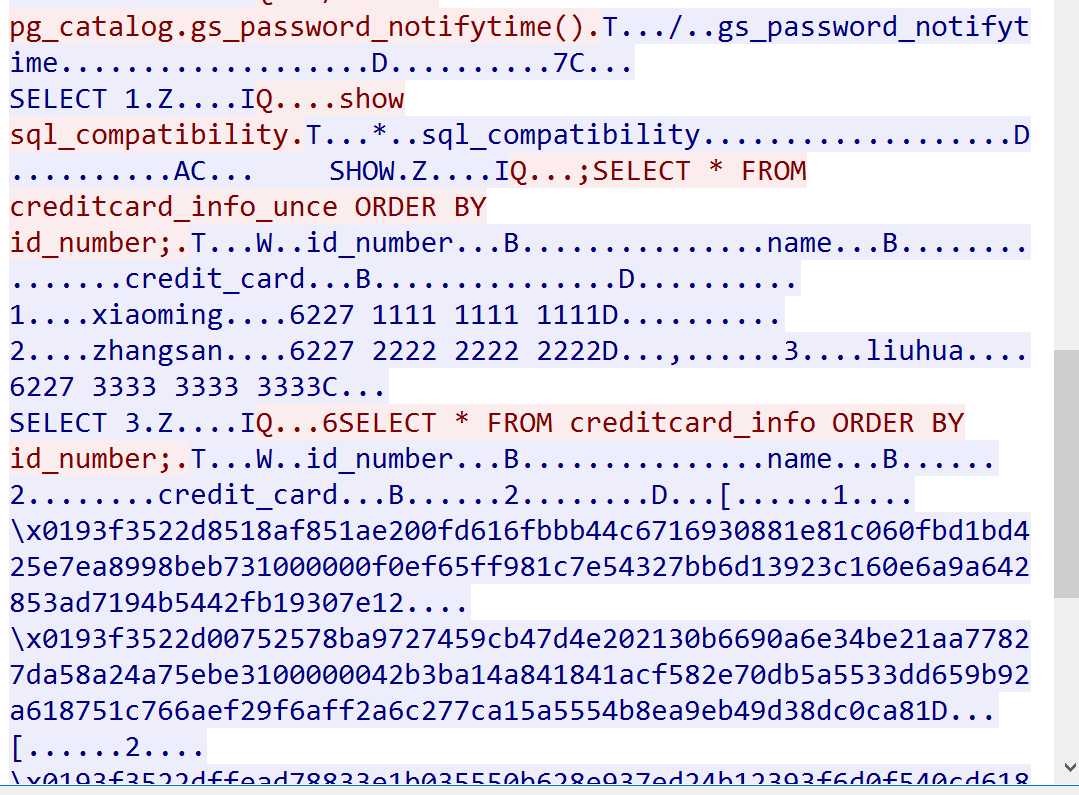 pg_catalog.gs_password_notifytime().T.../..gs_password_notifyt
ime...................D..........7C...
SELECT 1.Z....IQ....show
sql_compatibility.T...*..sql_compatibility...................D
..........AC...     SHOW.Z....IQ...;SELECT * FROM
creditcard_info_unce ORDER BY
id_number;.T...W..id_number...B...............name...B........
.......credit_card...B...............D..........
1....xiaoming....6227 1111 1111 1111D..........
2....zhangsan....6227 2222 2222 2222D...,......3....liuhua....
6227 3333 3333 3333C...
SELECT 3.Z....IQ...6SELECT * FROM creditcard_info ORDER BY
id_number;.T...W..id_number...B...............name...B......
2........credit_card...B......2........D...[......1....
\x0193f3522d8518af851ae200fd616fbbb44c6716930881e81c060fbd1bd4
25e7ea8998beb731000000f0ef65ff981c7e54327bb6d13923c160e6a9a642
853ad7194b5442fb19307e12....
\x0193f3522d00752578ba9727459cb47d4e202130b6690a6e34be21aa7782
7da58a24a75ebe3100000042b3ba14a841841acf582e70db5a5533dd659b92
a618751c766aef29f6aff2a6c277ca15a5554b8ea9eb49d38dc0ca81D...
[......2....
\x0193f3522dffead78833e1b035550b628e937ed24b12393f6d0f540cd618